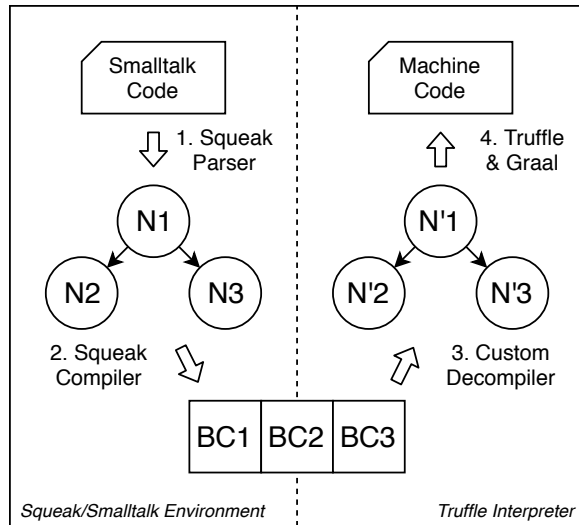 Smalltalk
Code
1. Squeak
Parser
N1
N2
N3
2. Squeak
Compiler
BC1
BC2
BC3
3. Custom
Decompiler
N'1
N'2
N'3
4. Truffle
& Graal
Machine
Code
Squeak/Smalltalk Environment
Truffle Interpreter